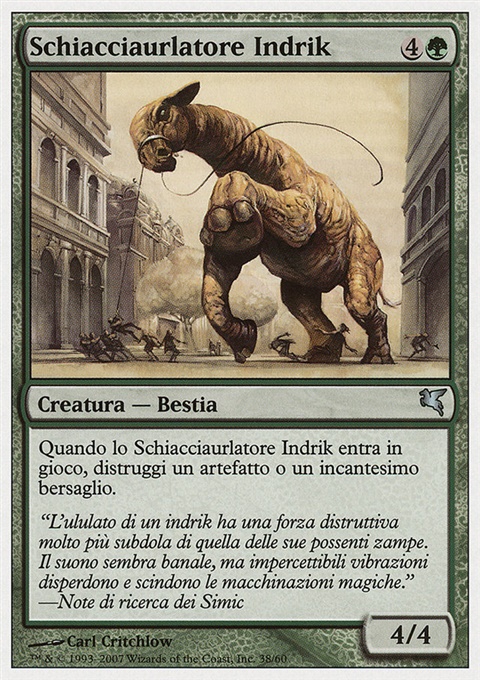 Schiacciaurlatore Indrik 4
Creatura — Bestia
Quando lo Schiacciaurlatore Indrik entra in
gioco, distruggi un artefatto o un incantesimo
bersaglio.
“L’ululato di un indrik ha una forza distruttiva
molto più subdola di quella delle sue possenti zampe.
Il suono sembra banale, ma impercettibili vibrazioni
disperdono e scindono le macchinazioni magiche.”
—Note di ricerca dei Simic
Carl Critchlow
4/4
™ & © 1993-2007 Wizards of the Coast, Inc. 38/60